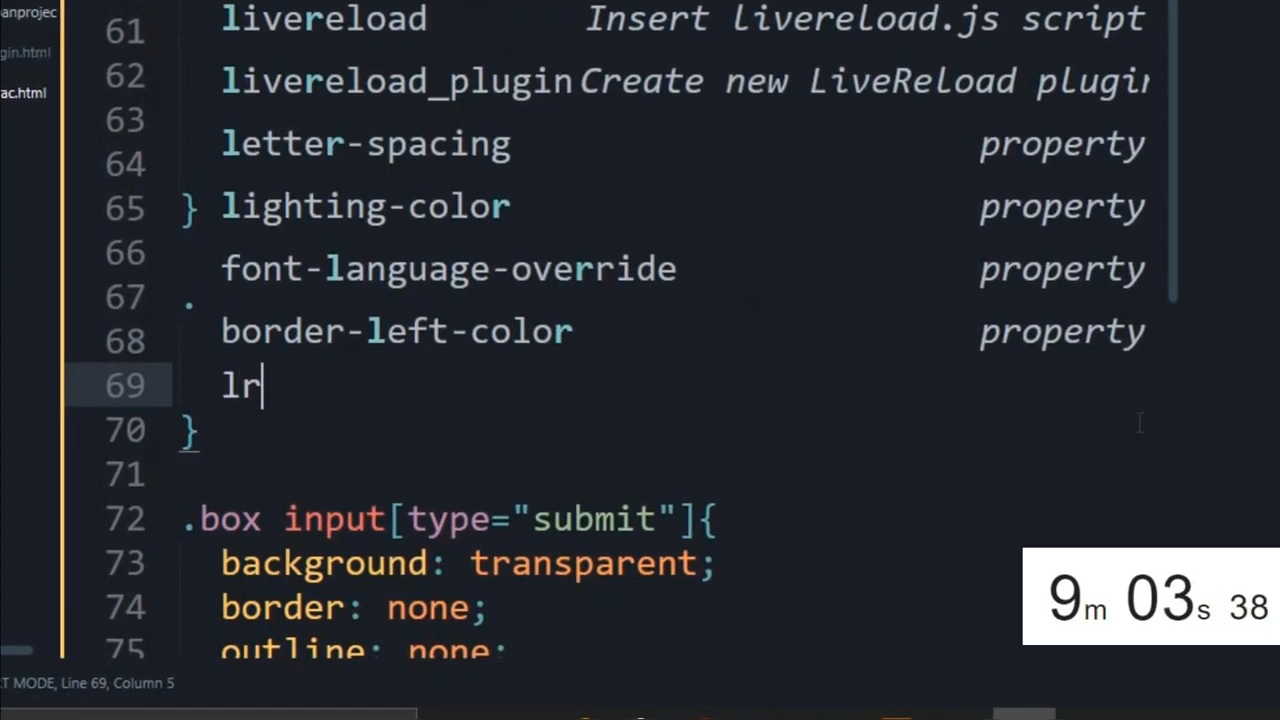 anprojec
gin.html
ac.html
61 livereload Insert livereload.js script
62 livereload_plugin Create new LiveReload plugin
63 letter-spacing property
64
65 } lighting-color property
66 font-language-override property
67 .
68 border-left-color property
69 lr
70 }
71
72 .box input[type="submit"]{
73 background: transparent;
74 border: none;
75 outline: none;
9m 03s 38
T MODE, Line 69, Column 5